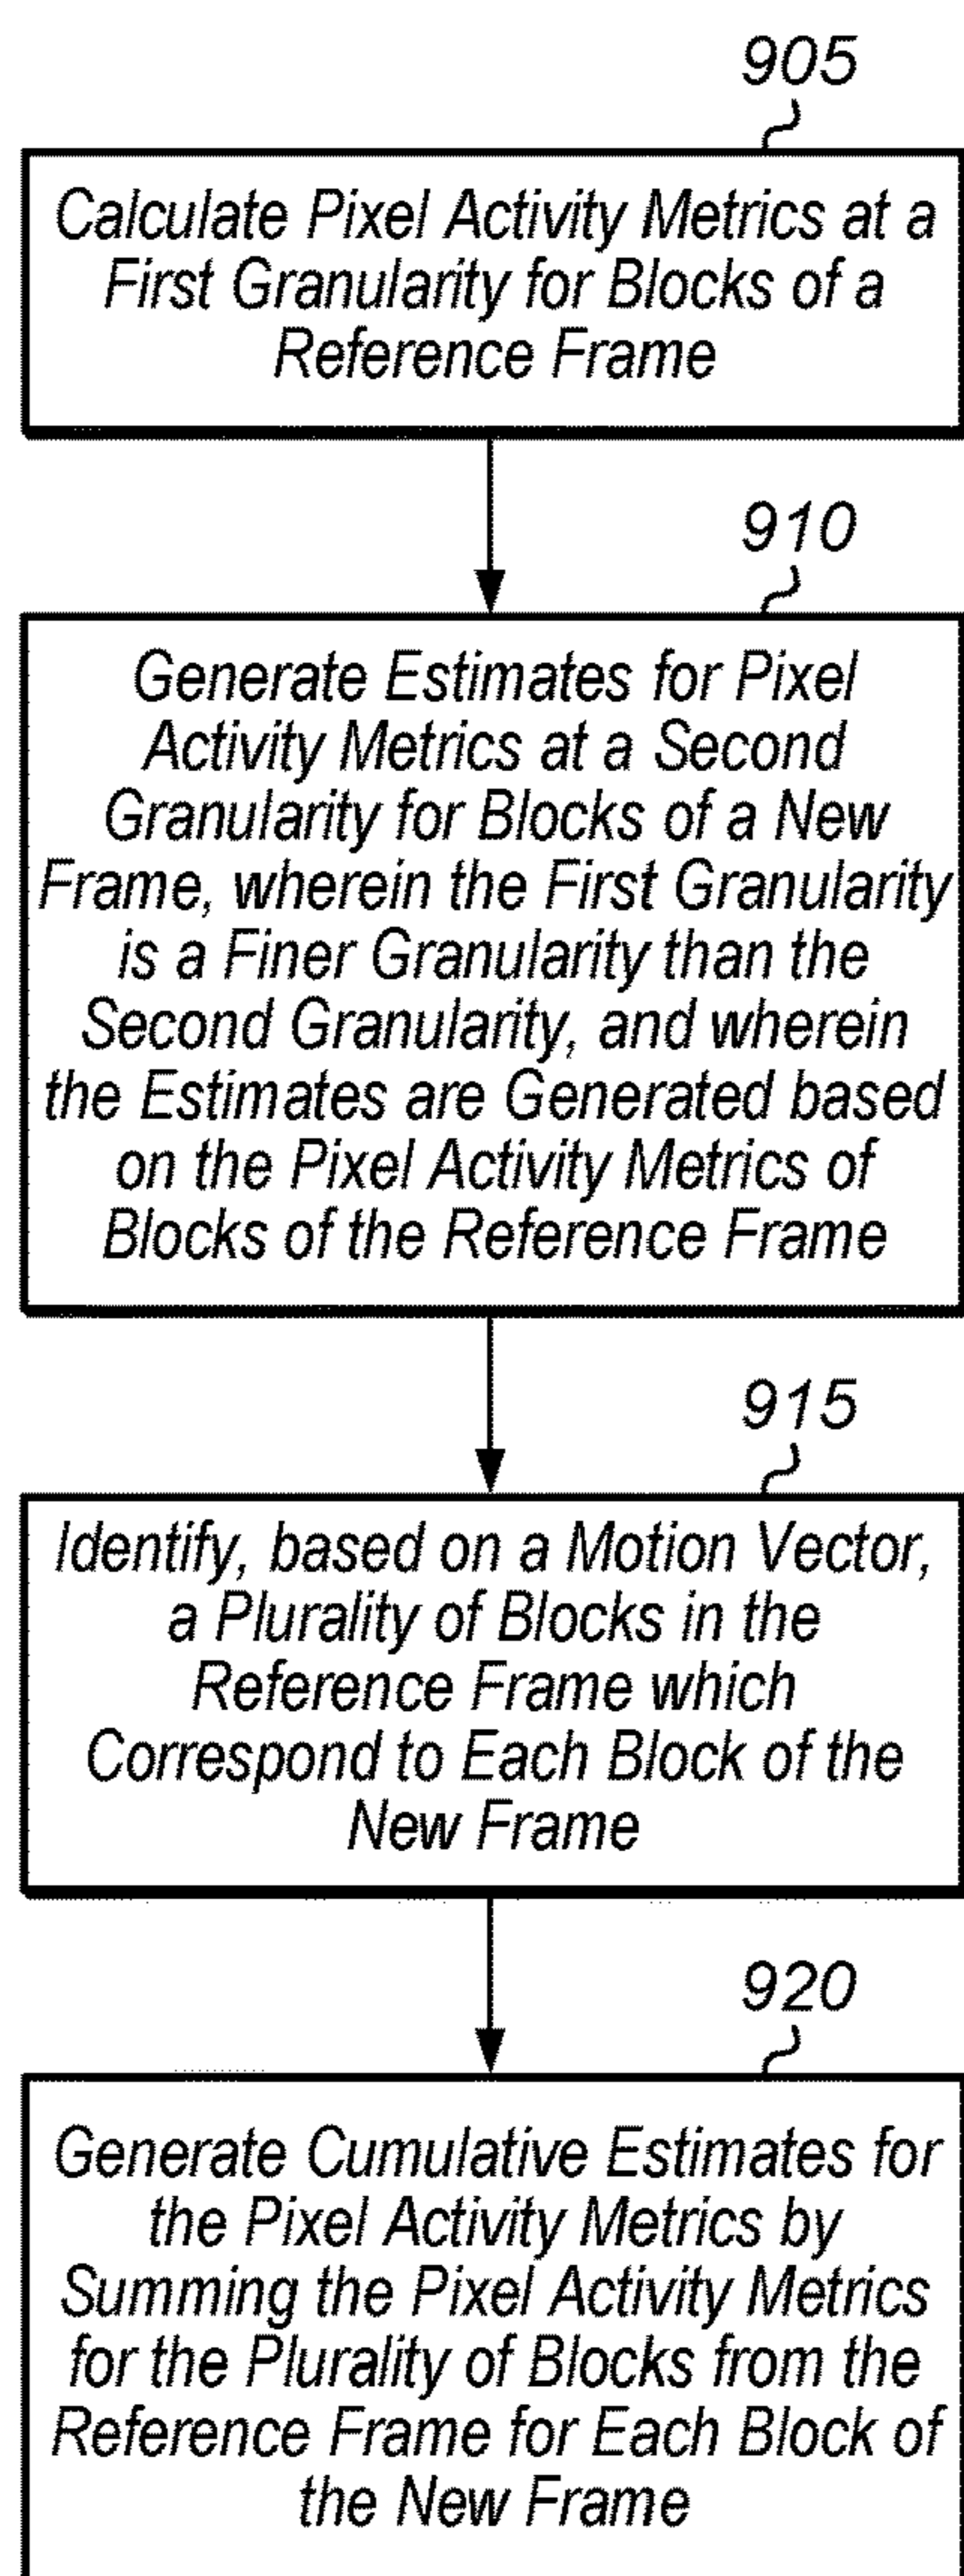 905
Calculate Pixel Activity Metrics at a
First Granularity for Blocks of a
Reference Frame
910
Generate Estimates for Pixel
Activity Metrics at a Second
Granularity for Blocks of a New
Frame, wherein the First Granularity
is a Finer Granularity than the
Second Granularity, and wherein
the Estimates are Generated based
on the Pixel Activity Metrics of
Blocks of the Reference Frame
915
Identify, based on a Motion Vector,
a Plurality of Blocks in the
Reference Frame which
Correspond to Each Block of the
New Frame
920
Generate Cumulative Estimates for
the Pixel Activity Metrics by
Summing the Pixel Activity Metrics
for the Plurality of Blocks from the
Reference Frame for Each Block of
the New Frame